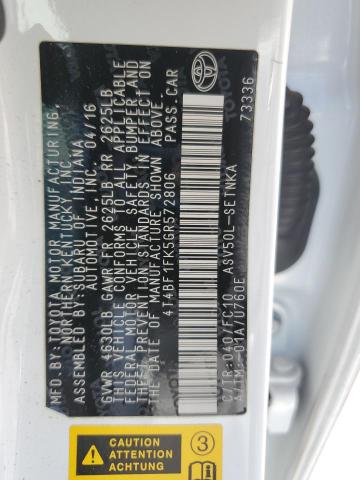 MFD. BY: TOYOTA MOTOR MANUFACTURING,
NORTHERN KENTUCKY, INC.
ASSEMBLED BY: SUBARU OF INDIANA
AUTOMOTIVE, INC. 04/16
GVWR 4630LB GAWR FR 2625LB RR 2625LB
THIS VEHICLE CONFORMS TO ALL APPLICABLE
FEDERAL MOTOR VEHICLE SAFETY, BUMPER AND
THEFT PREVENTION STANDARDS IN EFFECT ON
THE DATE OF MANUFACTURE SHOWN ABOVE.
4T4BF1FK5GR572806 PASS.CAR
C/TR:040/FC10 ASV50L-SETNKA
A/TM:-01A/U760E 73336
TOYOTA
CAUTION
ATTENTION
ACHTUNG
3